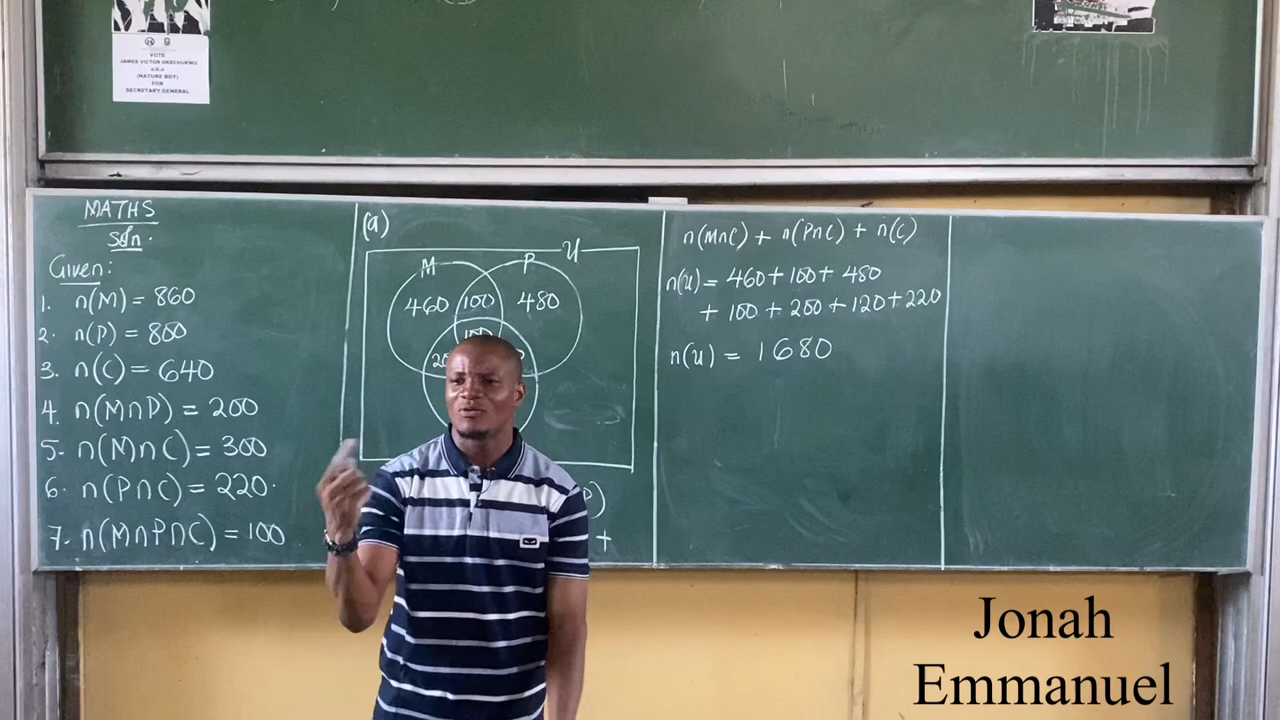 VOTE
JAMES VICTOR OKECHUKWU
a.k.a
(NATURE BOY)
FOR
SECRETARY GENERAL
MATHS
Soln.
Given:
1. n(M) = 860
2. n(P) = 800
3. n(C) = 640
4. n(M∩P) = 200
5. n(M∩C) = 300
6. n(P∩C) = 220.
7. n(M∩P∩C) = 100
(a)
U
M P
460 100 480
100
20
P)
+
n(M∩C) + n(P∩C) + n(C)
n(U) = 460 + 100 + 480
+ 100 + 200 + 120 + 220
n(U) = 1680
Jonah
Emmanuel